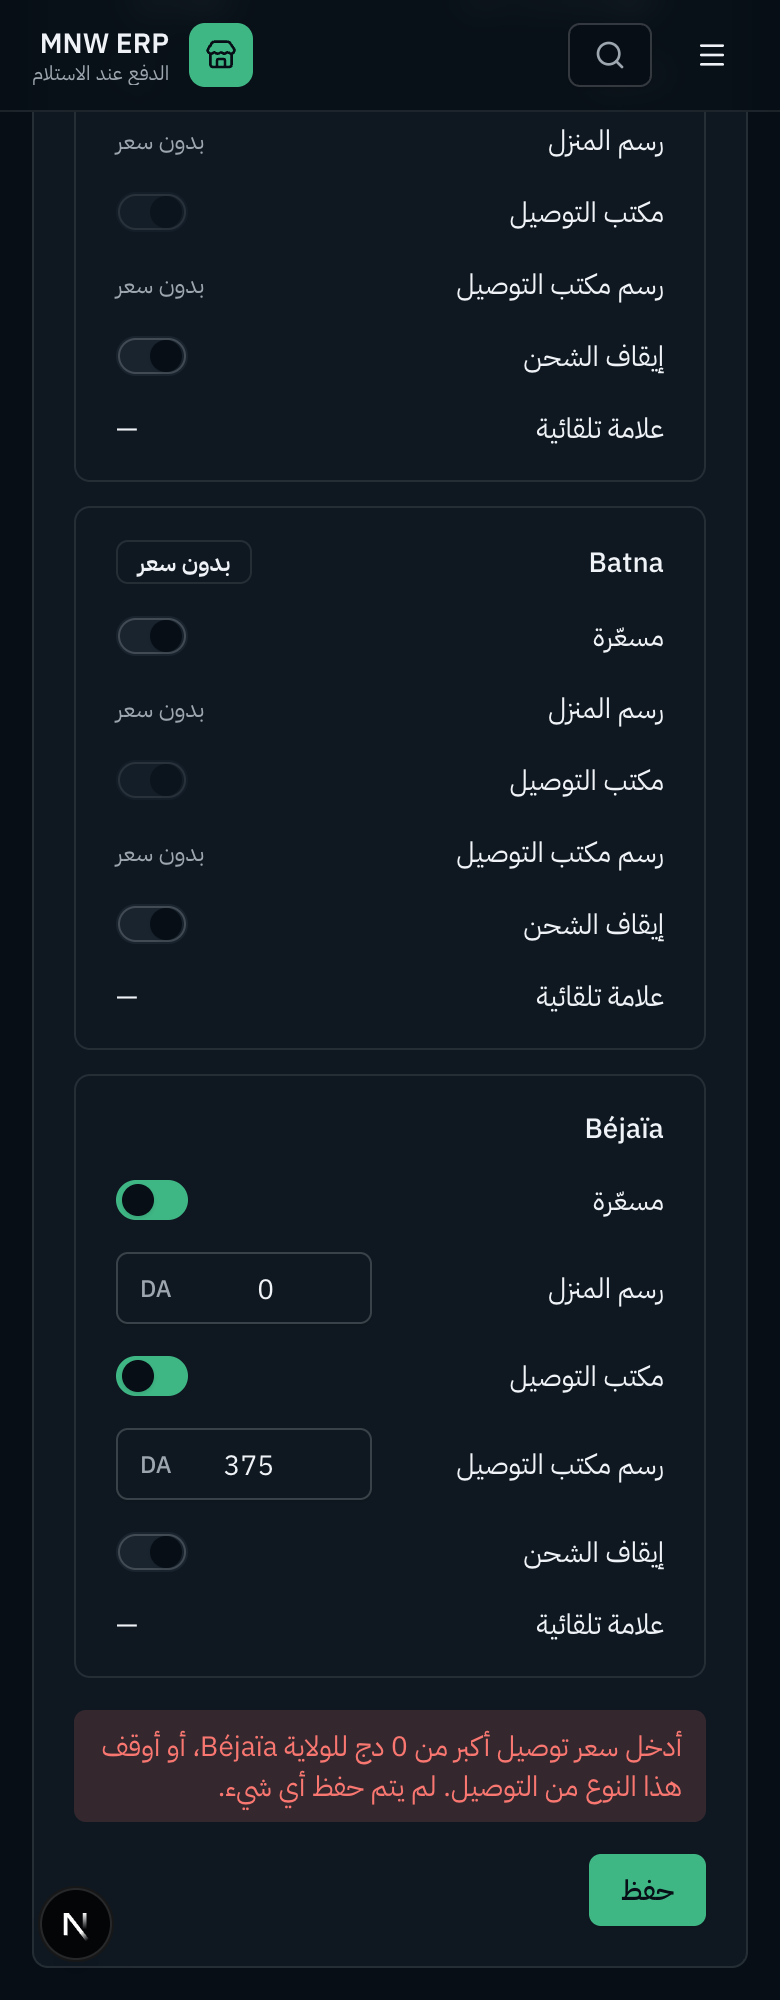 MNW ERP
الدفع عند الاستلام
رسم المنزل
بدون سعر
مكتب التوصيل
رسم مكتب التوصيل
بدون سعر
إيقاف الشحن
علامة تلقائية
—
Batna
بدون سعر
مسعّرة
رسم المنزل
بدون سعر
مكتب التوصيل
رسم مكتب التوصيل
بدون سعر
إيقاف الشحن
علامة تلقائية
—
Béjaïa
مسعّرة
رسم المنزل
0 DA
مكتب التوصيل
رسم مكتب التوصيل
375 DA
إيقاف الشحن
علامة تلقائية
—
أدخل سعر توصيل أكبر من 0 دج للولاية Béjaïa، أو أوقف
هذا النوع من التوصيل. لم يتم حفظ أي شيء.
حفظ
N